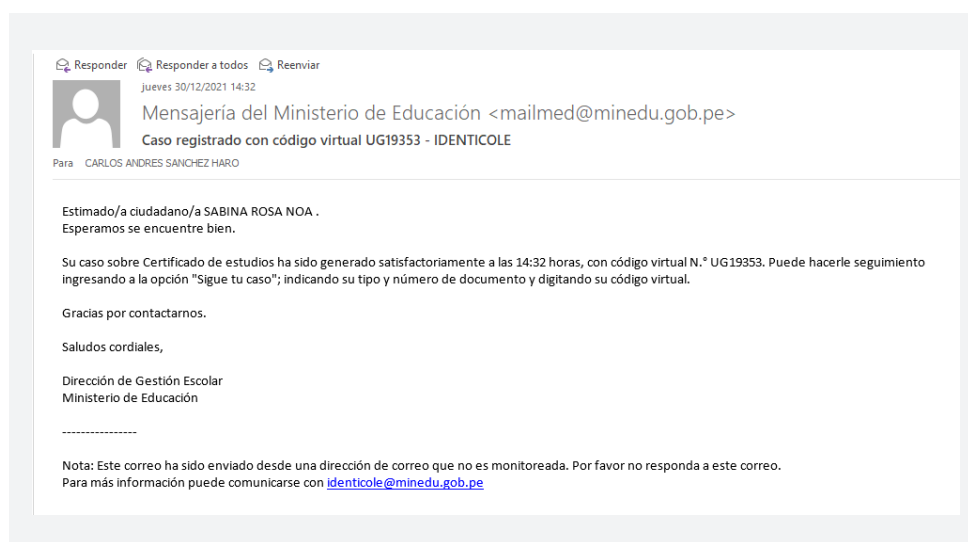 Responder Responder a todos Reenviar
jueves 30/12/2021 14:32
Mensajería del Ministerio de Educación <mailmed@minedu.gob.pe>
Caso registrado con código virtual UG19353 - IDENTICOLE
Para CARLOS ANDRES SANCHEZ HARO
Estimado/a ciudadano/a SABINA ROSA NOA .
Esperamos se encuentre bien.
Su caso sobre Certificado de estudios ha sido generado satisfactoriamente a las 14:32 horas, con código virtual N.° UG19353. Puede hacerle seguimiento
ingresando a la opción "Sigue tu caso"; indicando su tipo y número de documento y digitando su código virtual.
Gracias por contactarnos.
Saludos cordiales,
Dirección de Gestión Escolar
Ministerio de Educación
----------------
Nota: Este correo ha sido enviado desde una dirección de correo que no es monitoreada. Por favor no responda a este correo.
Para más información puede comunicarse con identicole@minedu.gob.pe